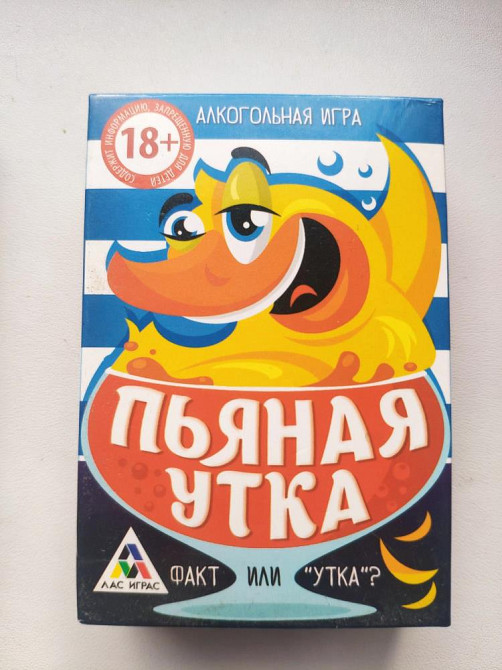 АЛКОГОЛЬНАЯ ИГРА
СОДЕРЖИТ ИНФОРМАЦИЮ, ЗАПРЕЩЕННУЮ ДЛЯ ДЕТЕЙ
18+
ПЬЯНАЯ
УТКА
ЛАС ИГРАС
ФАКТ ИЛИ "УТКА"?